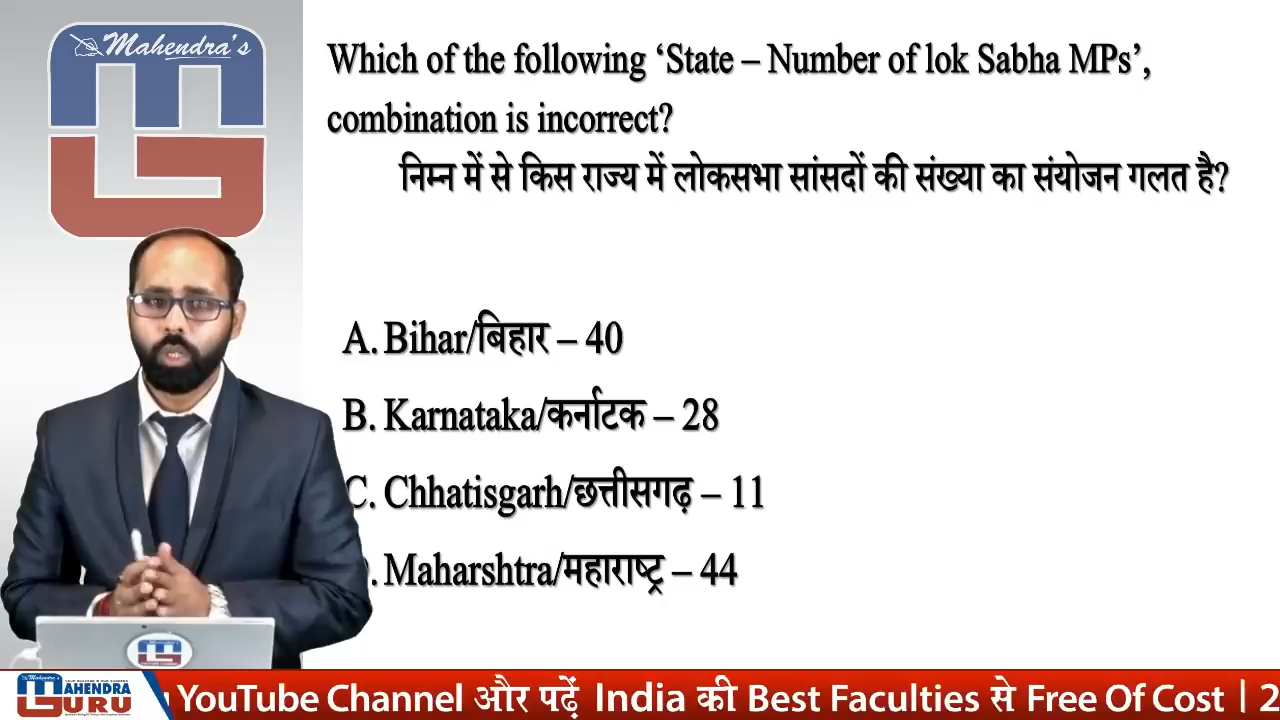 Mahendra's
Which of the following ‘State – Number of lok Sabha MPs’,
combination is incorrect?
निम्न में से किस राज्य में लोकसभा सांसदों की संख्या का संयोजन गलत है?
A. Bihar/बिहार – 40
B. Karnataka/कर्नाटक – 28
C. Chhatisgarh/छत्तीसगढ़ – 11
. Maharshtra/महाराष्ट्र – 44
Mahendra's
MAHENDRA
GURU
YouTube Channel और पढ़ें India की Best Faculties से Free Of Cost | 2